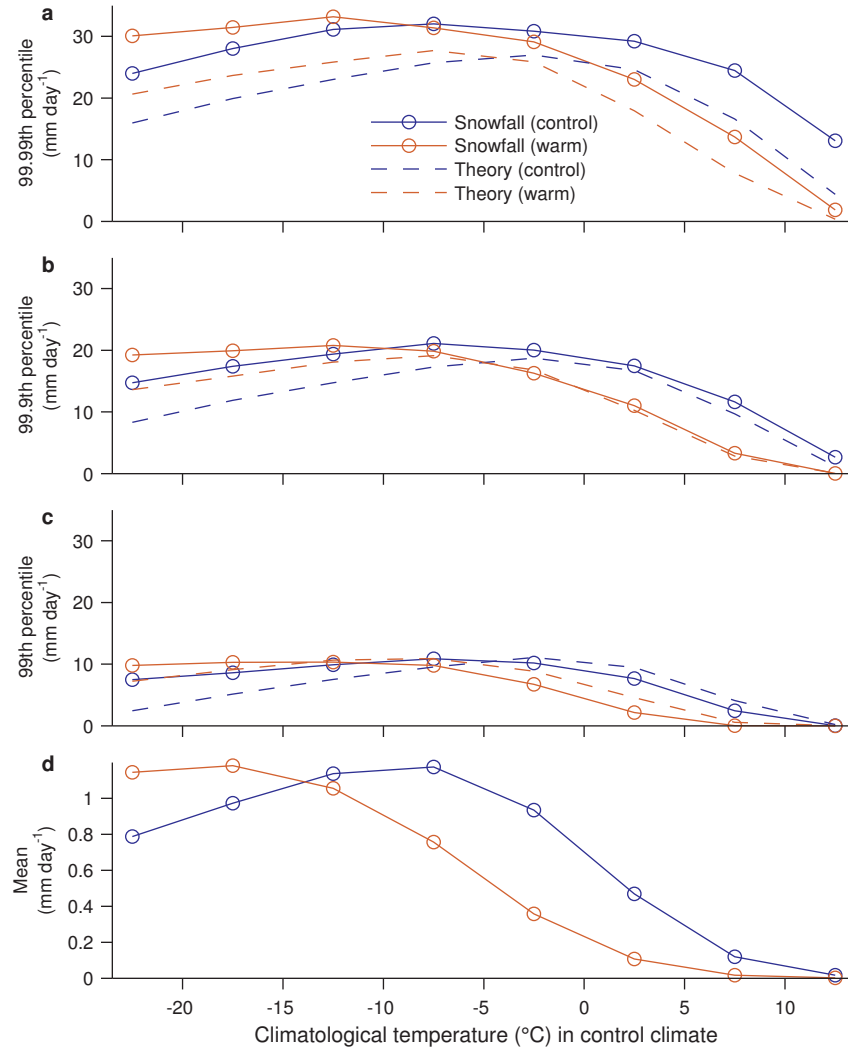 a
99.99th percentile
(mm day-1)
30
20
10
0
Snowfall (control)
Snowfall (warm)
Theory (control)
Theory (warm)
b
99.9th percentile
(mm day-1)
30
20
10
0
c
99th percentile
(mm day-1)
30
20
10
0
d
Mean
(mm day-1)
1
0.8
0.6
0.4
0.2
0
-20 -15 -10 -5 0 5 10
Climatological temperature (°C) in control climate